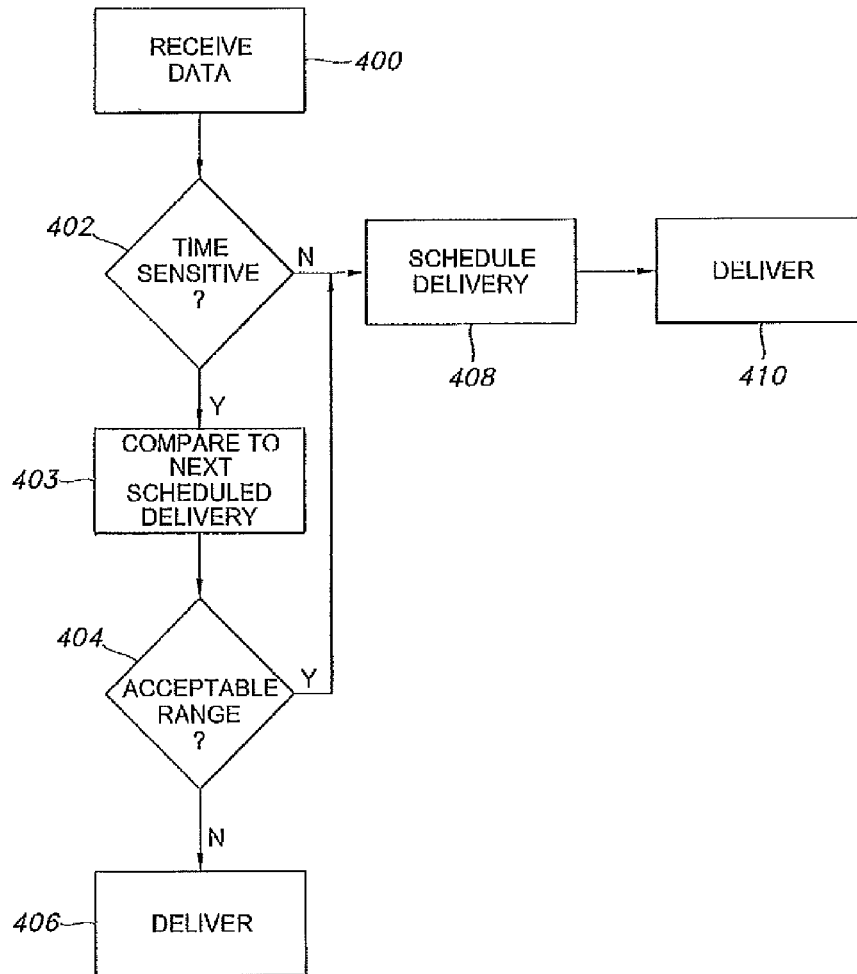 RECEIVE
DATA
400
402
TIME
SENSITIVE
?
N
SCHEDULE
DELIVERY
408
DELIVER
410
Y
COMPARE TO
NEXT
SCHEDULED
DELIVERY
403
404
ACCEPTABLE
RANGE
?
Y
N
DELIVER
406